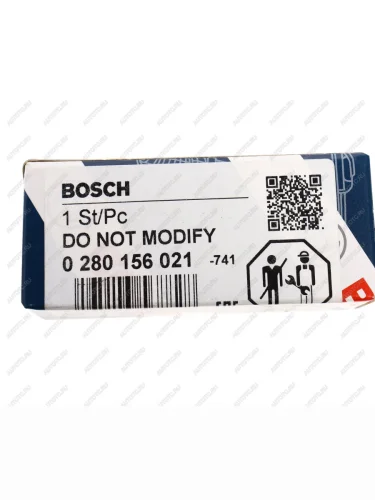 BOSCH
1 St/Pc
DO NOT MODIFY
0 280 156 021 -741